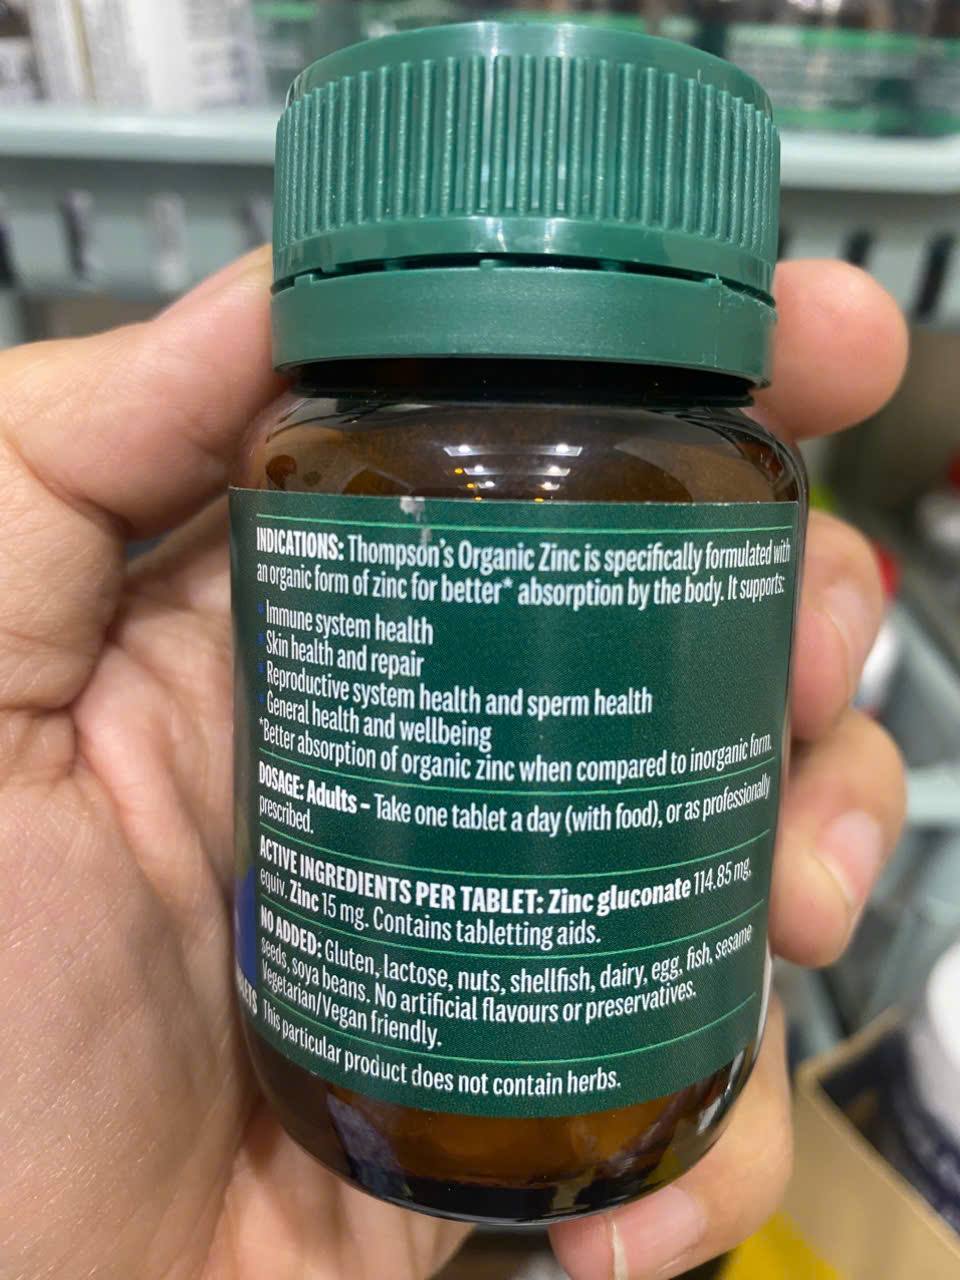 INDICATIONS: Thompson's Organic Zinc is specifically formulated with
an organic form of zinc for better* absorption by the body. It supports:
• Immune system health
• Skin health and repair
• Reproductive system health and sperm health
• General health and wellbeing
*Better absorption of organic zinc when compared to inorganic form.
DOSAGE: Adults – Take one tablet a day (with food), or as professionally
prescribed.
ACTIVE INGREDIENTS PER TABLET: Zinc gluconate 114.85 mg,
equiv. Zinc 15 mg. Contains tabletting aids.
NO ADDED: Gluten, lactose, nuts, shellfish, dairy, egg, fish, sesame
seeds, soya beans. No artificial flavours or preservatives.
Vegetarian/Vegan friendly.
This particular product does not contain herbs.